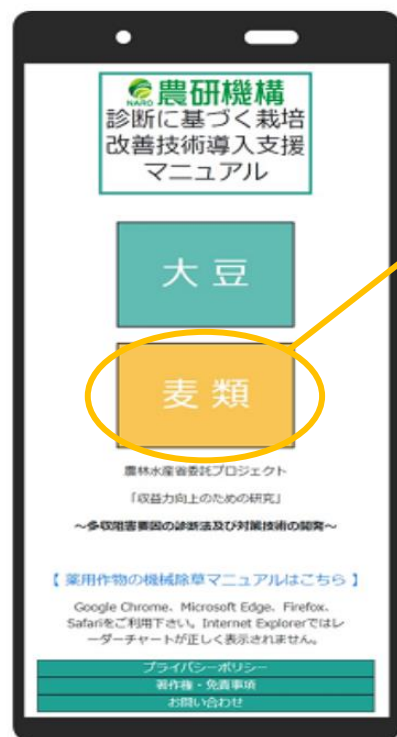 NARO 農研機構
診断に基づく栽培
改善技術導入支援
マニュアル
大豆
麦類
農林水産省委託プロジェクト
「収益力向上のための研究」
～多収阻害要因の診断法及び対策技術の開発～
【 薬用作物の機械除草マニュアルはこちら 】
Google Chrome、Microsoft Edge、Firefox、
Safariをご利用下さい。Internet Explorerではレ
ーダーチャートが正しく表示されません。
プライバシーポリシー
著作権・免責事項
お問い合わせ